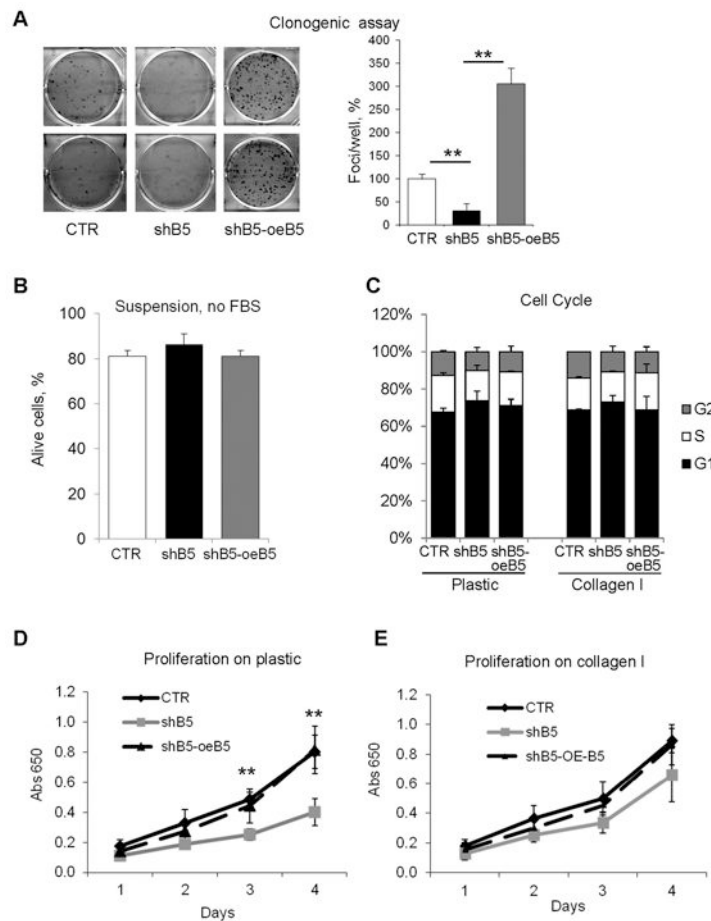 A
Clonogenic assay
CTR
shB5
shB5-oeB5
Foci/well, %
400
350
300
250
200
150
100
50
0
**
**
CTR
shB5
shB5-oeB5
B
Suspension, no FBS
Alive cells, %
100
80
60
40
20
0
CTR
shB5
shB5-oeB5
C
Cell Cycle
120%
100%
80%
60%
40%
20%
0%
G2
S
G1
CTR
shB5
shB5-
oeB5
Plastic
CTR
shB5
shB5-
oeB5
Collagen I
D
Proliferation on plastic
Abs 650
1.2
1.0
0.8
0.6
0.4
0.2
0.0
CTR
shB5
shB5-oeB5
**
**
1
2
3
4
Days
E
Proliferation on collagen I
Abs 650
1.2
1.0
0.8
0.6
0.4
0.2
0.0
CTR
shB5
shB5-OE-B5
1
2
3
4
Days